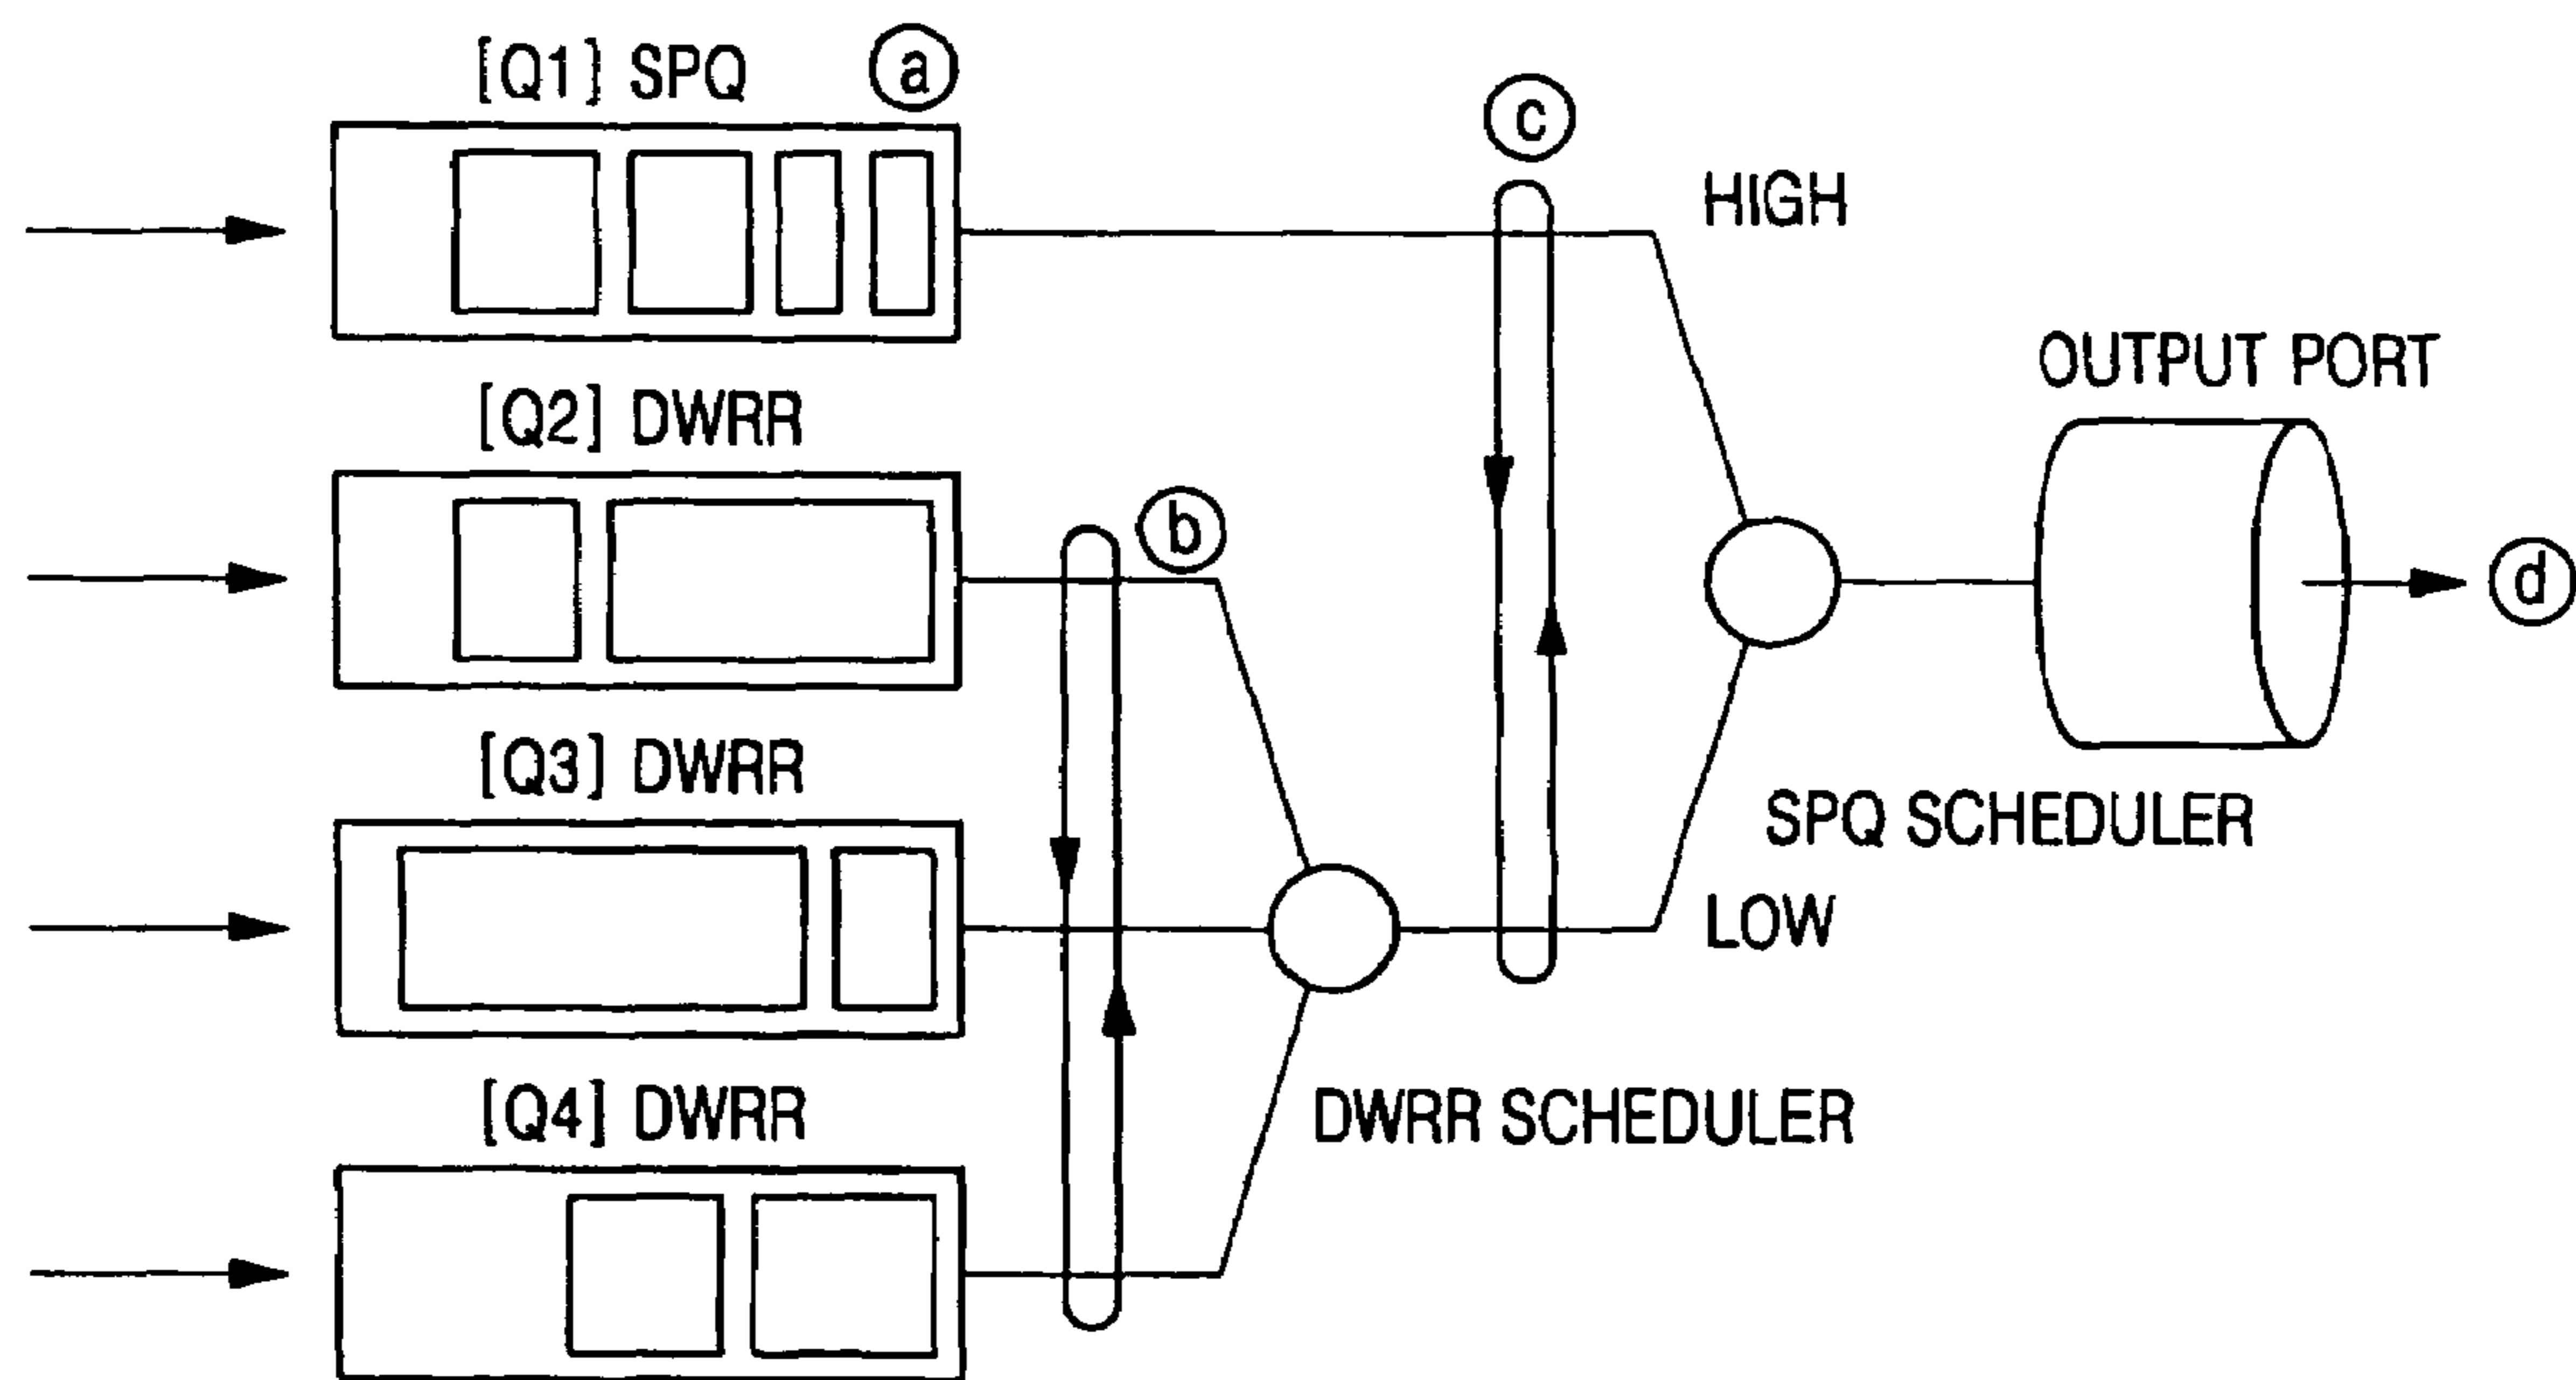 [Q1] SPQ
a
c
HIGH
OUTPUT PORT
[Q2] DWRR
b
d
[Q3] DWRR
SPQ SCHEDULER
LOW
[Q4] DWRR
DWRR SCHEDULER